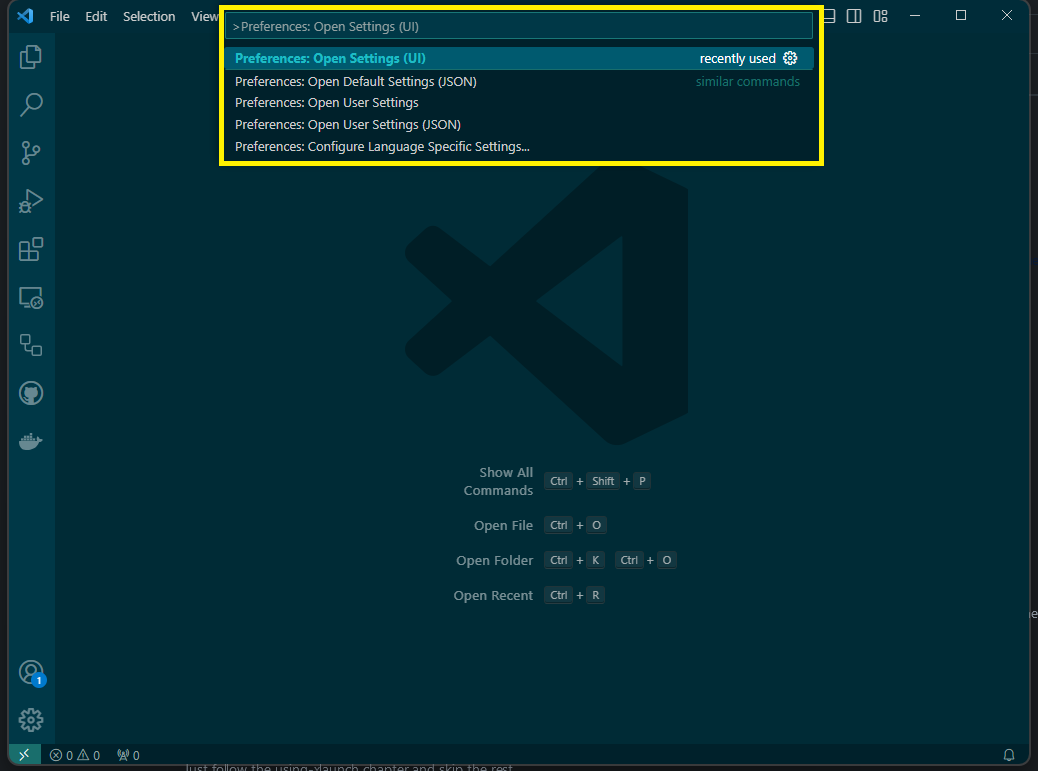 File Edit Selection View
>Preferences: Open Settings (UI)
Preferences: Open Settings (UI) recently used
Preferences: Open Default Settings (JSON) similar commands
Preferences: Open User Settings
Preferences: Open User Settings (JSON)
Preferences: Configure Language Specific Settings...
Show All
Commands Ctrl + Shift + P
Open File Ctrl + O
Open Folder Ctrl + K Ctrl + O
Open Recent Ctrl + R
1
0 0 0
Just follow the using-xlaunch chapter and skip the rest